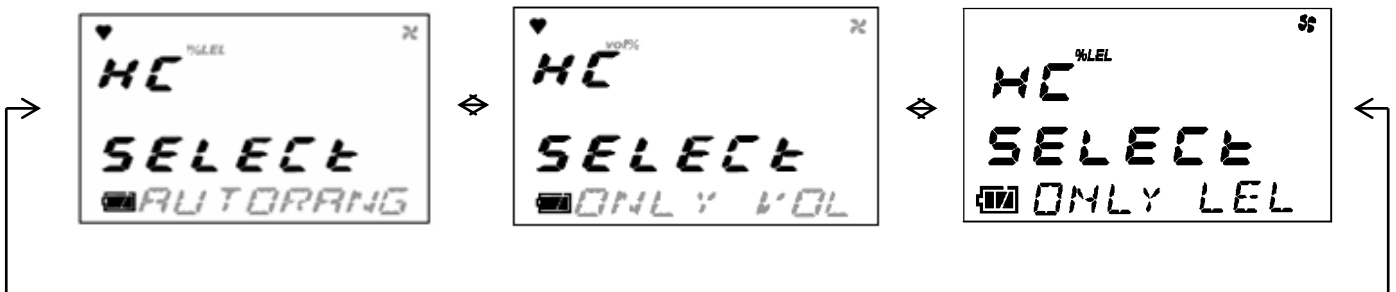 %LEL
HC
SELECt
AUTORANG
vol%
HC
SELECt
ONLY VOL
%LEL
HC
SELECt
ONLY LEL